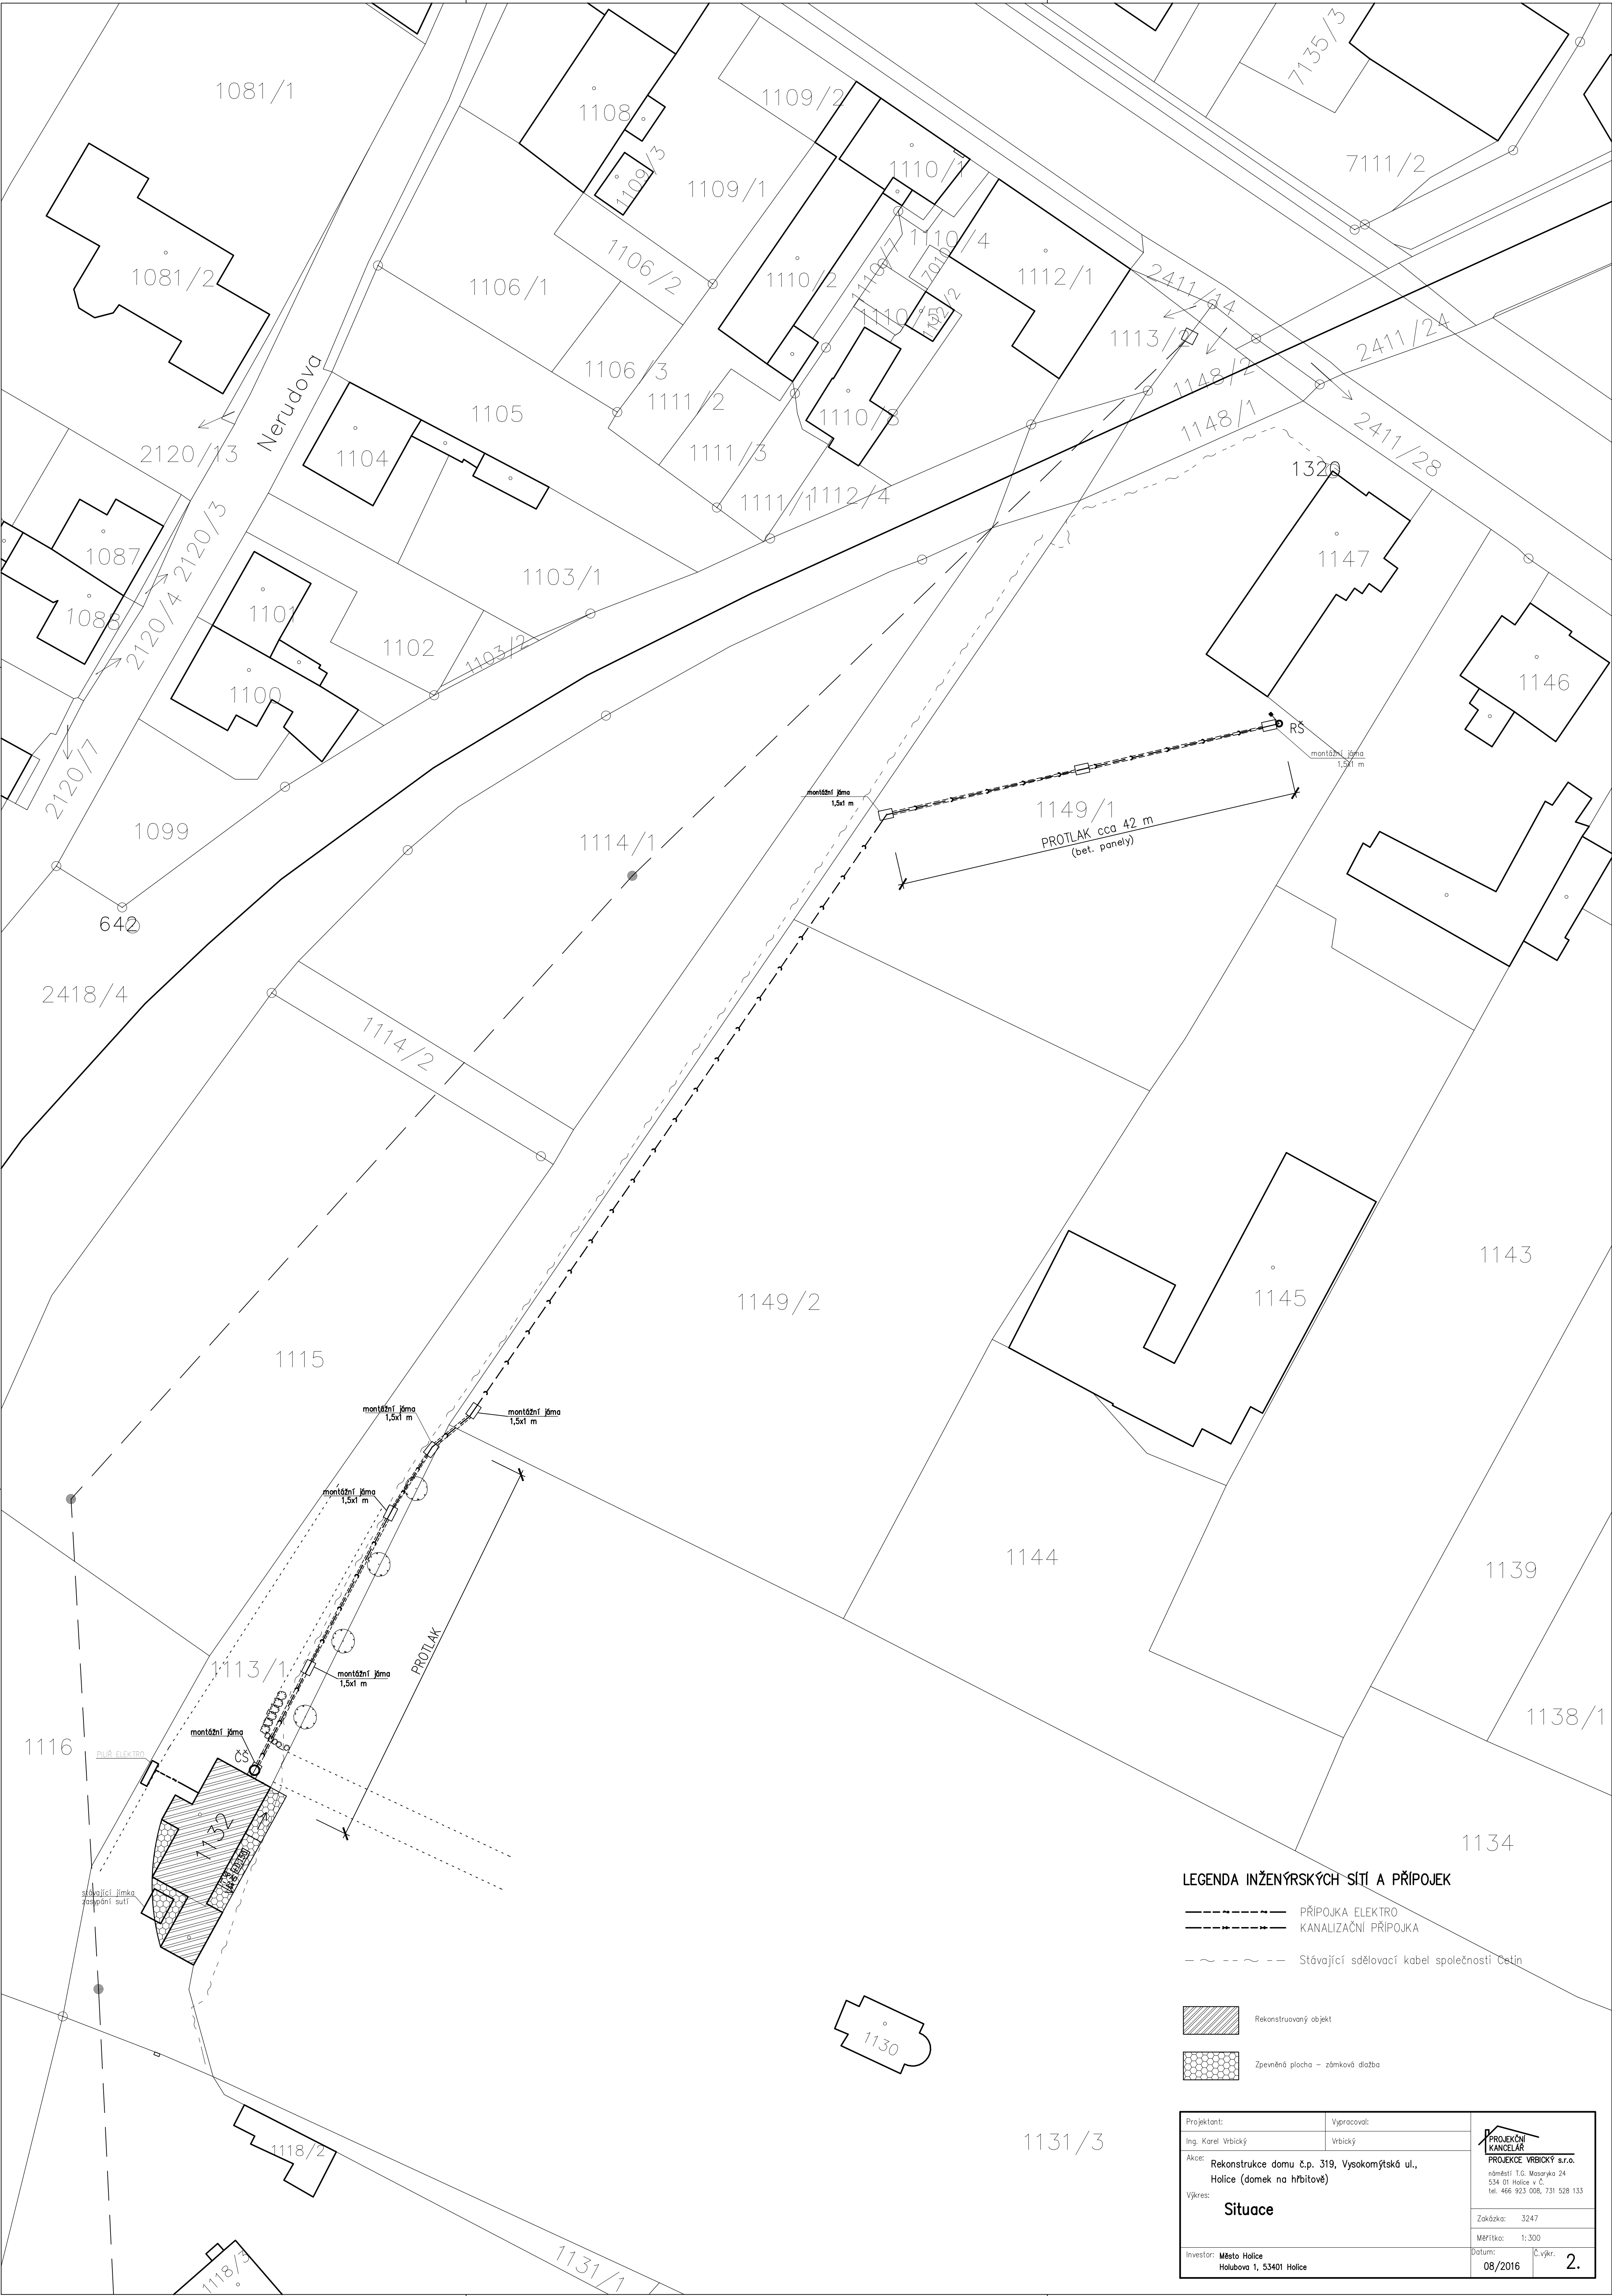 1081/1
1108
1109/2
7135/3
1109/3
1109/1
1110/1
7111/2
1081/2
1106/1
1106/2
1110/2
1110/7
1110/4
7010
1112/1
2411/14
1110/5
1113/2
2411/24
1106/3
1148/2
Nerudova
1105
1111/2
1110/8
1148/1
2411/28
2120/13
1104
1111/3
1320
1111/1
1112/4
1087
2120/3
1147
1103/1
1088
2120/4
1101
1102
1103/2
1100
1146
RŠ
montážní jáma
1,5x1 m
2120/7
montážní jáma
1,5x1 m
1149/1
PROTLAK cca 42 m
(bet. panely)
1099
1114/1
642
2418/4
1114/2
1143
1149/2
1145
1115
montážní jáma
1,5x1 m
montážní jáma
1,5x1 m
montážní jáma
1,5x1 m
1144
1139
PROTLAK
1113/1
montážní jáma
1,5x1 m
1138/1
montážní jáma
1116
PILÍŘ ELEKTRO
ČŠ
1132
1134
stávající jímka
zasypání sutí
LEGENDA INŽENÝRSKÝCH SÍTÍ A PŘÍPOJEK
PŘÍPOJKA ELEKTRO
KANALIZAČNÍ PŘÍPOJKA
Stávající sdělovací kabel společnosti Cetin
Rekonstruovaný objekt
Zpevněná plocha – zámková dlažba
1130
1131/3
1118/2
1131/1
1118/3
Projektant:
Vypracoval:
Ing. Karel Vrbický
Vrbický
Akce:
Rekonstrukce domu č.p. 319, Vysokomýtská ul.,
Holice (domek na hřbitově)
Výkres:
Situace
Investor:
Město Holice
Holubova 1, 53401 Holice
PROJEKČNÍ
KANCELÁŘ
PROJEKCE VRBICKÝ s.r.o.
náměstí T.G. Masaryka 24
534 01 Holice v Č.
tel. 466 923 008, 731 528 133
Zakázka: 3247
Měřítko: 1:300
Datum:
08/2016
Č.výkr.
2.